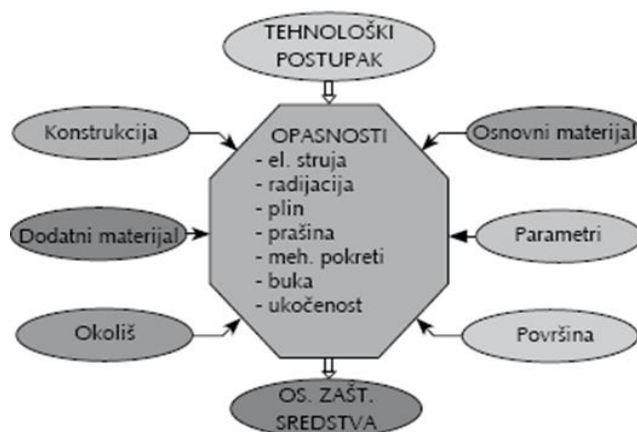 TEHNOLOŠKI
POSTUPAK
Konstrukcija
OPASNOSTI
- el. struja
- radijacija
- plin
- prašina
- meh. pokreti
- buka
- ukočenost
Osnovni materijal
Dodatni materijal
Parametri
Okoliš
Površina
OS. ZAŠT.
SREDSTVA